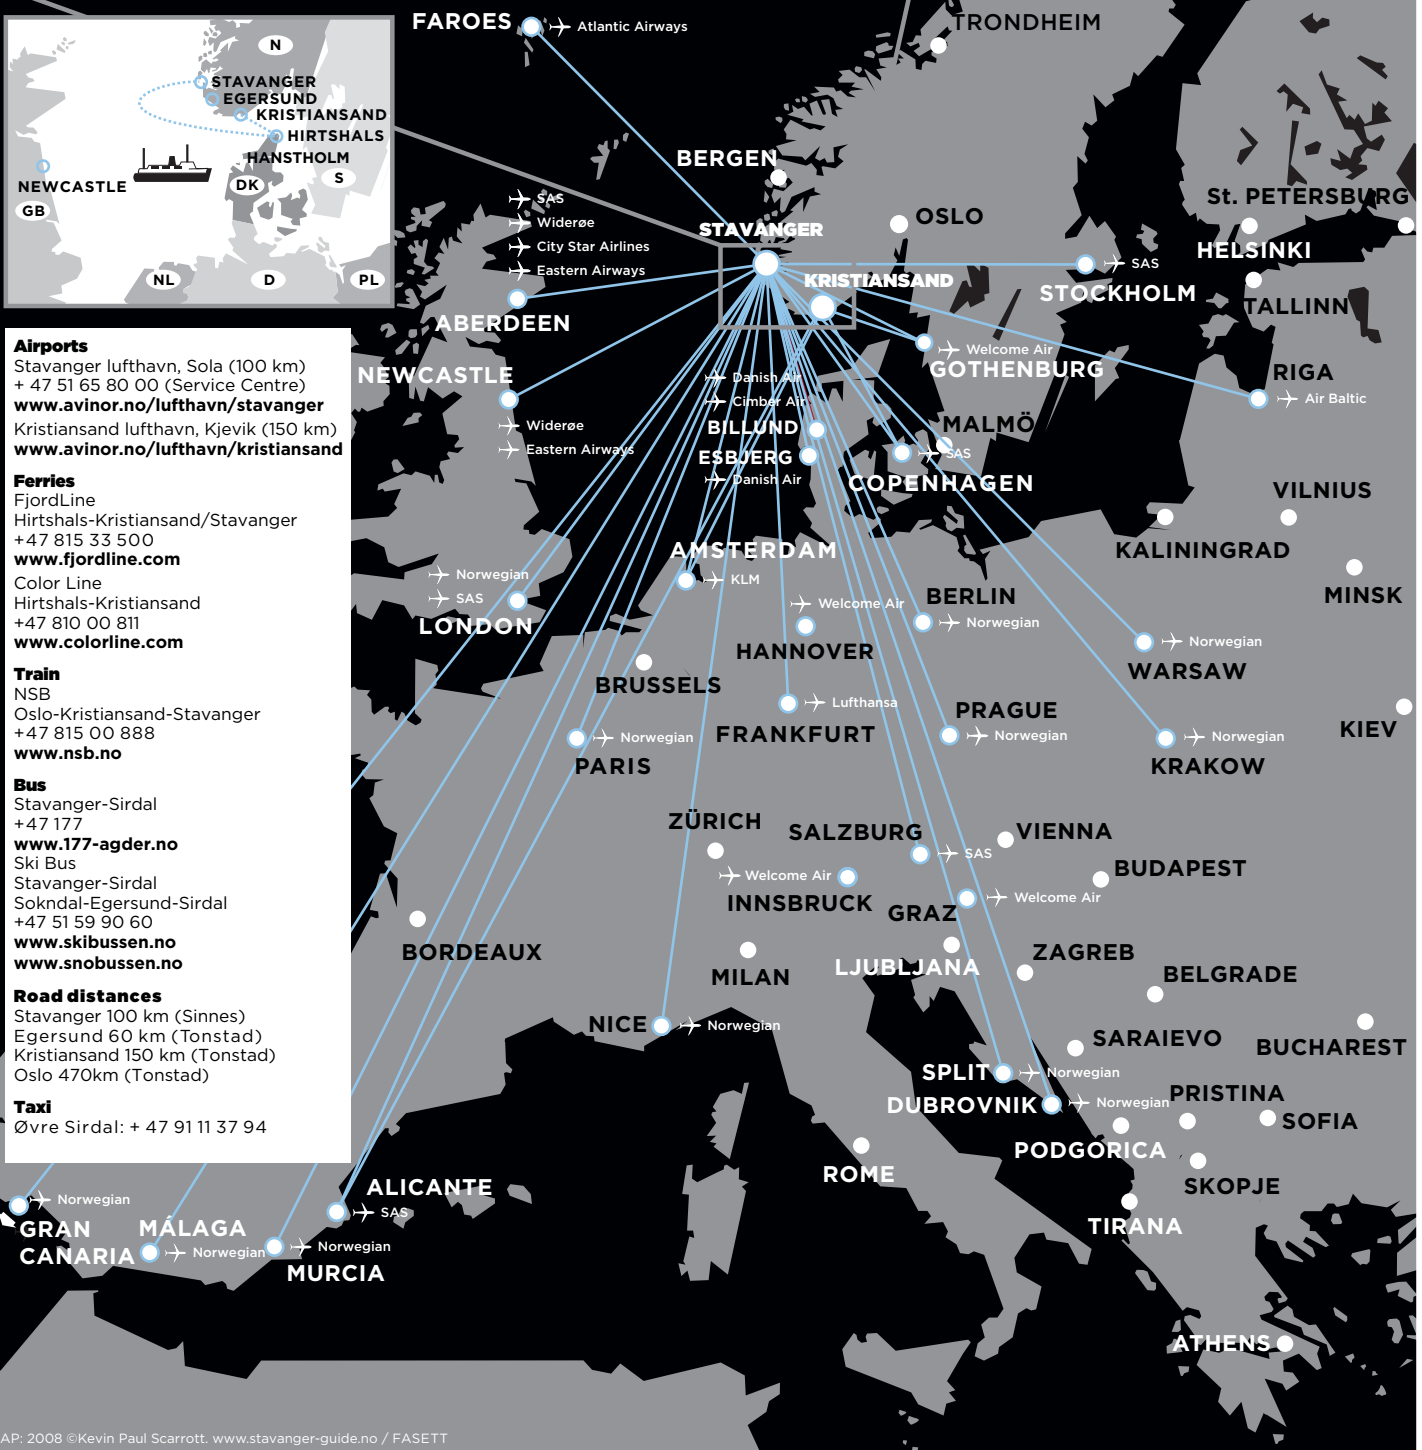 FAROES
Atlantic Airways
TRONDHEIM
N
STAVANGER
EGERSUND
KRISTIANSAND
HIRTSHALS
HANSTHOLM
NEWCASTLE
DK
S
GB
NL
D
PL
BERGEN
SAS
Widerøe
City Star Airlines
Eastern Airways
ABERDEEN
STAVANGER
KRISTIANSAND
OSLO
St. PETERSBURG
HELSINKI
SAS
STOCKHOLM
TALLINN
Airports
Stavanger lufthavn, Sola (100 km)
+ 47 51 65 80 00 (Service Centre)
www.avinor.no/lufthavn/stavanger
Kristiansand lufthavn, Kjevik (150 km)
www.avinor.no/lufthavn/kristiansand
Ferries
FjordLine
Hirtshals-Kristiansand/Stavanger
+47 815 33 500
www.fjordline.com
Color Line
Hirtshals-Kristiansand
+47 810 00 811
www.colorline.com
Train
NSB
Oslo-Kristiansand-Stavanger
+47 815 00 888
www.nsb.no
Bus
Stavanger-Sirdal
+47 177
www.177-agder.no
Ski Bus
Stavanger-Sirdal
Sokndal-Egersund-Sirdal
+47 51 59 90 60
www.skibussen.no
www.snobussen.no
Road distances
Stavanger 100 km (Sinnes)
Egersund 60 km (Tonstad)
Kristiansand 150 km (Tonstad)
Oslo 470km (Tonstad)
Taxi
Øvre Sirdal: + 47 91 11 37 94
NEWCASTLE
Widerøe
Eastern Airways
Danish Air
Cimber Air
BILLUND
ESBJERG
Danish Air
Welcome Air
GOTHENBURG
RIGA
Air Baltic
MALMÖ
SAS
COPENHAGEN
VILNIUS
KALININGRAD
MINSK
AMSTERDAM
KLM
Norwegian
SAS
LONDON
Welcome Air
HANNOVER
BERLIN
Norwegian
Norwegian
WARSAW
BRUSSELS
Lufthansa
FRANKFURT
PRAGUE
Norwegian
Norwegian
KRAKOW
KIEV
Norwegian
PARIS
ZÜRICH
SALZBURG
SAS
VIENNA
BUDAPEST
Welcome Air
INNSBRUCK
Welcome Air
GRAZ
BORDEAUX
MILAN
LJUBLJANA
ZAGREB
BELGRADE
NICE
Norwegian
SARAIEVO
BUCHAREST
SPLIT
Norwegian
DUBROVNIK
Norwegian
PRISTINA
SOFIA
PODGORICA
SKOPJE
ROME
TIRANA
ALICANTE
SAS
Norwegian
GRAN
CANARIA
MÁLAGA
Norwegian
Norwegian
MURCIA
ATHENS
AP: 2008 ©Kevin Paul Scarrott. www.stavanger-guide.no / FASETT